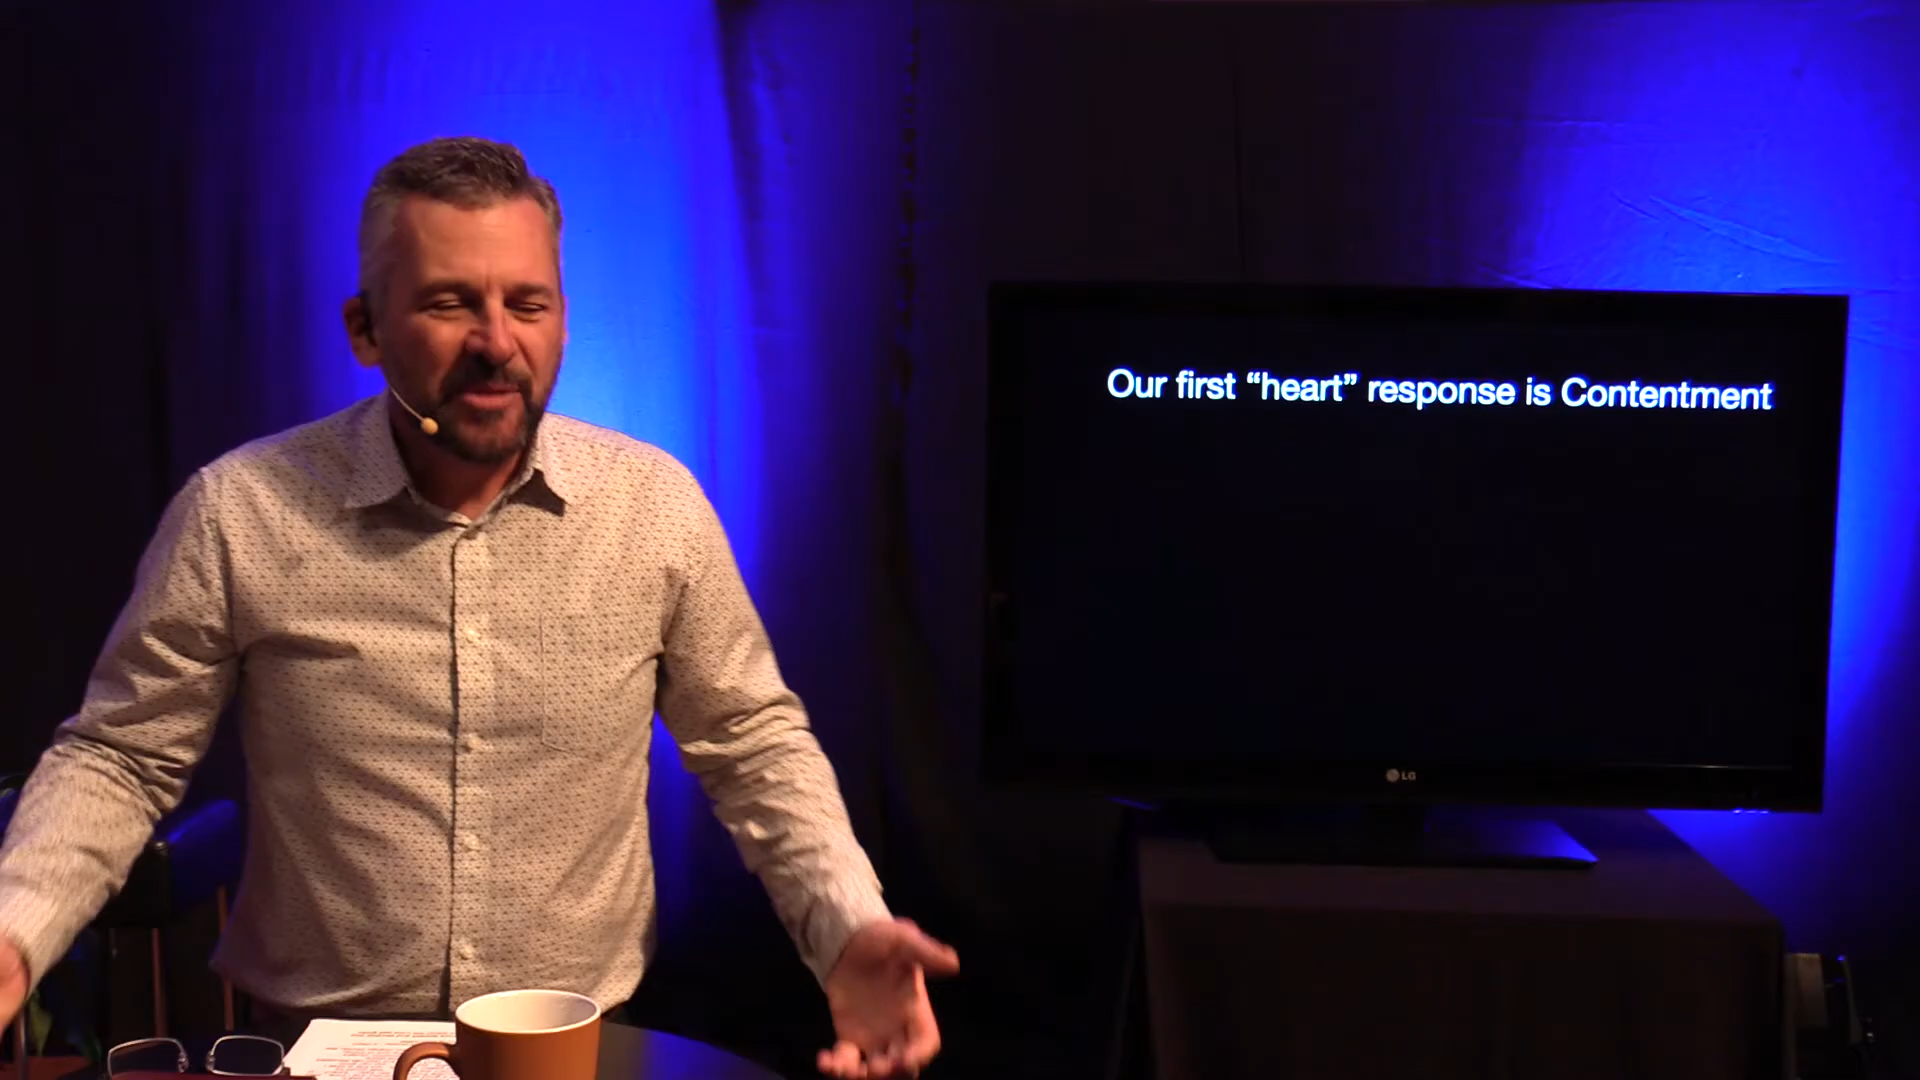 Our first “heart” response is Contentment
LG